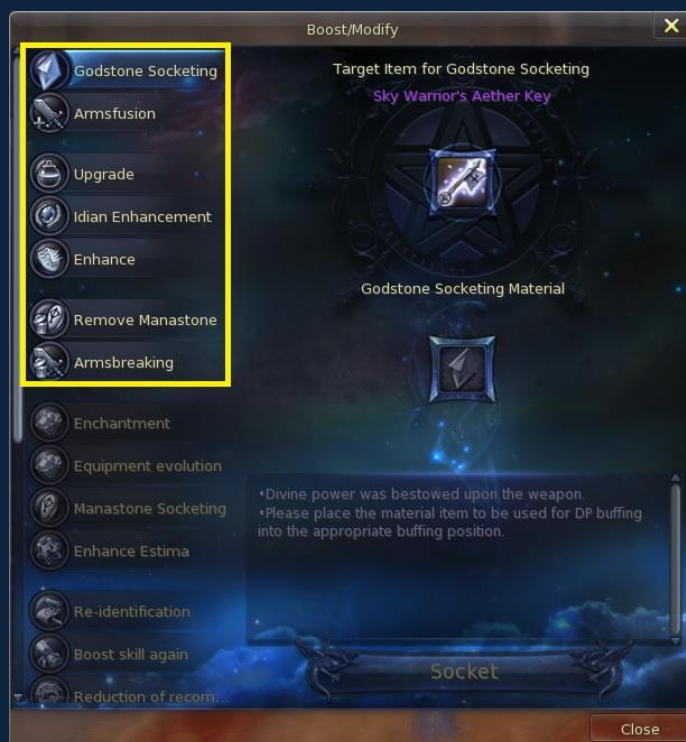 Boost/Modify
Godstone Socketing
Armsfusion
Upgrade
Idian Enhancement
Enhance
Remove Manastone
Armsbreaking
Enchantment
Equipment evolution
Manastone Socketing
Enhance Estima
Re-identification
Boost skill again
Reduction of recom...
Target Item for Godstone Socketing
Sky Warrior's Aether Key
Godstone Socketing Material
•Divine power was bestowed upon the weapon.
•Please place the material item to be used for DP buffing
into the appropriate buffing position.
Socket
Close